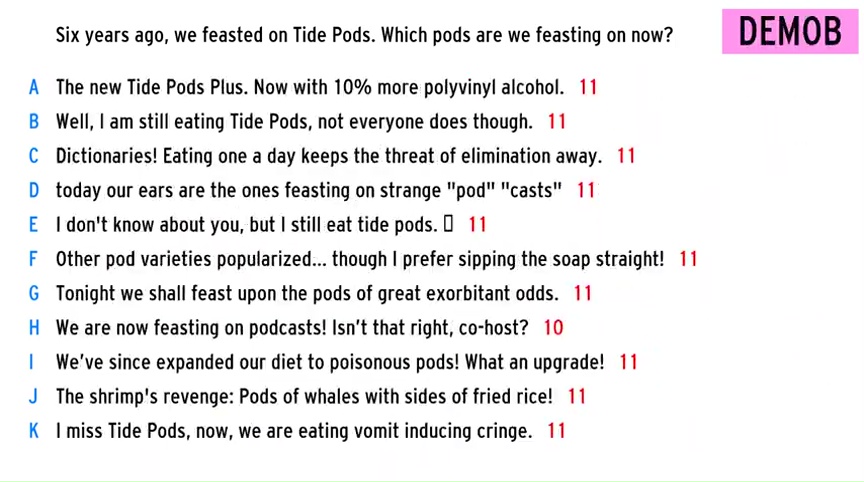 Six years ago, we feasted on Tide Pods. Which pods are we feasting on now?
DEMOB
A The new Tide Pods Plus. Now with 10% more polyvinyl alcohol. 11
B Well, I am still eating Tide Pods, not everyone does though. 11
C Dictionaries! Eating one a day keeps the threat of elimination away. 11
D today our ears are the ones feasting on strange "pod" "casts" 11
E I don't know about you, but I still eat tide pods. ▯ 11
F Other pod varieties popularized... though I prefer sipping the soap straight! 11
G Tonight we shall feast upon the pods of great exorbitant odds. 11
H We are now feasting on podcasts! Isn’t that right, co-host? 10
I We’ve since expanded our diet to poisonous pods! What an upgrade! 11
J The shrimp's revenge: Pods of whales with sides of fried rice! 11
K I miss Tide Pods, now, we are eating vomit inducing cringe. 11